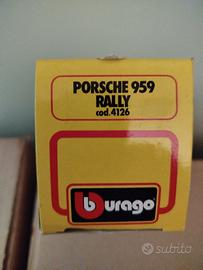 PORSCHE 959
RALLY
cod. 4126
burago
subito